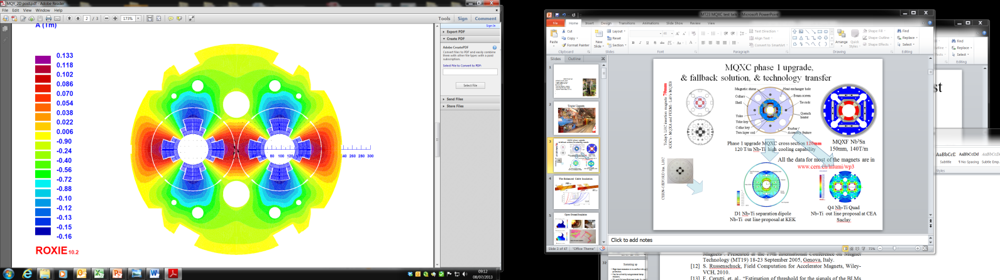 MQY_2D post.pdf - Adobe Reader
File Edit View Window Help
2 / 3
173%
Tools Sign Comment
Sign In
A (Tm)
0.133
0.118
0.102
0.086
0.070
0.054
0.038
0.022
0.006
-0.90
-0.24
-0.40
-0.56
-0.72
-0.88
-0.10
-0.12
-0.13
-0.15
-0.16
ROXIE 10.2
60 80 100 120 140 160 180 200 220 240 260 280 300
Export PDF
Create PDF
Adobe CreatePDF
Convert files to PDF and easily combine
them with other file types with a paid
subscription.
Select File to Convert to PDF:
Select File
Send Files
Store Files
09:12
08/07/2013
MT23 MQXC test talk - Microsoft PowerPoint
File Home Insert Design Transitions Animations Slide Show Review View
Paste
Cut
Copy
Format Painter
Clipboard
New
Slide
Layout
Reset
Section
Slides
Font
Text Direction
Align Text
Convert to SmartArt
Paragraph
Arrange
Quick
Styles
Shape Fill
Shape Outline
Shape Effects
Drawing
Find
Replace
Select
Editing
Slides Outline
1
2
Triplet Upgrade
3
4
The Enhanced Cable Insulation
5
Open Ground Insulation
MQXC phase 1 upgrade,
& fallback solution, & technology transfer
Today's LHC insertion magnets 70mm
KEK's - MQXA and FERMI- Lab's-MQXB
CERN-OXFORD Ins. LHC
Magnetic shims
Collars
Shell
Yoke
Yoke key
Collar key
Two-layer coil
Heat exchanger hole
Beam screen
Tie rods
Quench
heater
Busbar /
Assembly feature
Phase 1 upgrade MQXC cross section 120mm
120 T/m Nb-Ti high cooling capability
MQXF Nb³Sn
150mm, 140T/m
All the data for most of the magnets are in
www.cern.ch/hilumi/wp3
D1 Nb-Ti separation dipole
Nb-Ti out line proposal at KEK
Q4 Nb-Ti Quad
Nb-Ti out line proposal at CEA
Saclay
Click to add notes
Slide 3 of 47 "Office Theme"
73%
Find
Replace
Select
Editing
st
AaBbCcDc AaBbCcDd AaBbCcDd
Subtitle ¶ No Spacing Subtle Emp...
Styles
32
Summing up
Magnets". Presented at the 19th International Conference on Magnet
Technology (MT19) 18-23 September 2005, Genova, Italy.
[12] S. Russenschuck, Field Computation for Accelerator Magnets, Wiley-
VCH, 2010.
[13] F. Cerutti, et al., "Estimation of threshold for the signals of the BLMs